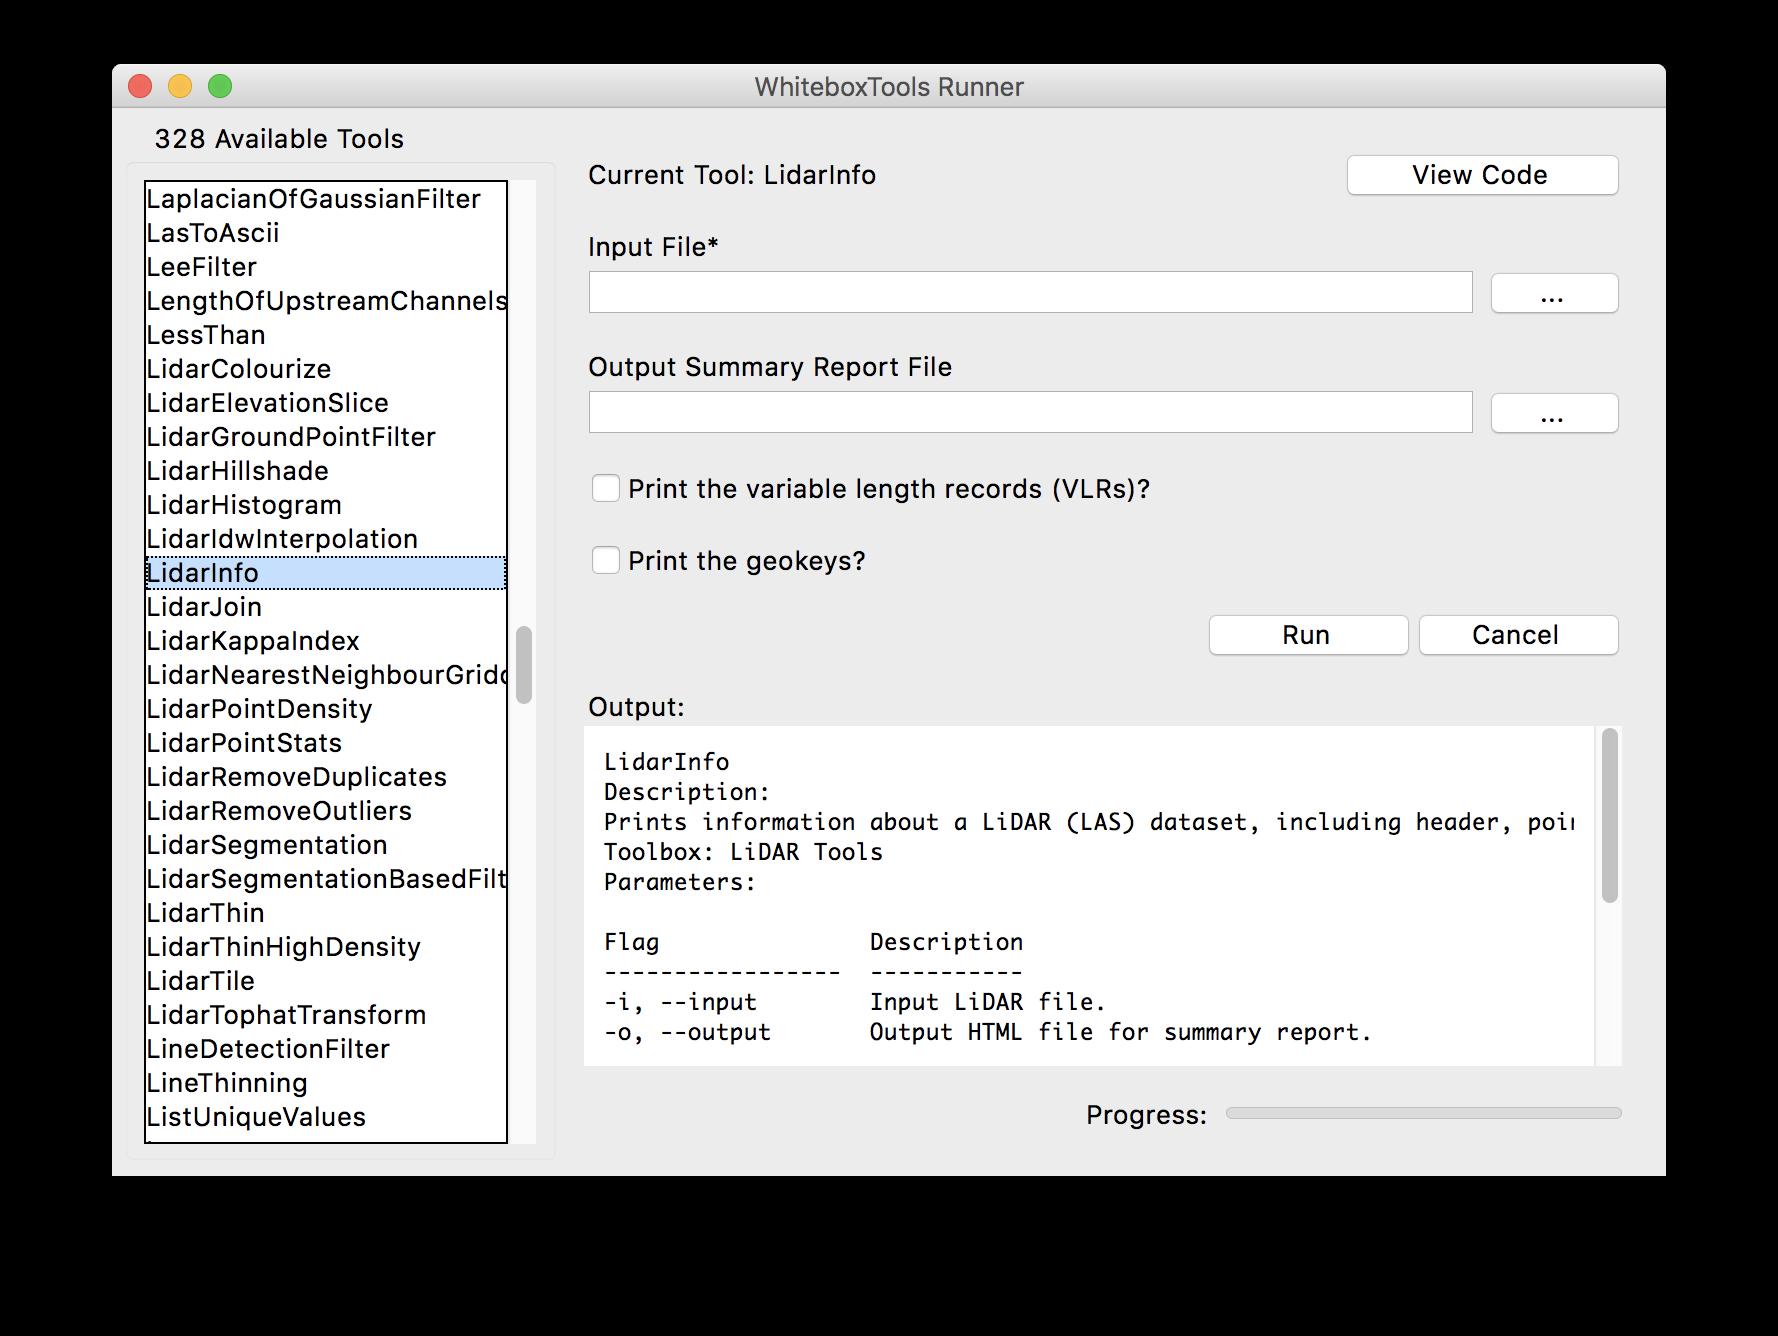 WhiteboxTools Runner
328 Available Tools
LaplacianOfGaussianFilter
LasToAscii
LeeFilter
LengthOfUpstreamChannels
LessThan
LidarColourize
LidarElevationSlice
LidarGroundPointFilter
LidarHillshade
LidarHistogram
LidarIdwInterpolation
LidarInfo
LidarJoin
LidarKappaIndex
LidarNearestNeighbourGrid
LidarPointDensity
LidarPointStats
LidarRemoveDuplicates
LidarRemoveOutliers
LidarSegmentation
LidarSegmentationBasedFilt
LidarThin
LidarThinHighDensity
LidarTile
LidarTophatTransform
LineDetectionFilter
LineThinning
ListUniqueValues
Current Tool: LidarInfo
View Code
Input File*
...
Output Summary Report File
...
Print the variable length records (VLRs)?
Print the geokeys?
Run Cancel
Output:
LidarInfo
Description:
Prints information about a LiDAR (LAS) dataset, including header, poi
Toolbox: LiDAR Tools
Parameters:
Flag Description
----------------- -----------
-i, --input Input LiDAR file.
-o, --output Output HTML file for summary report.
Progress: